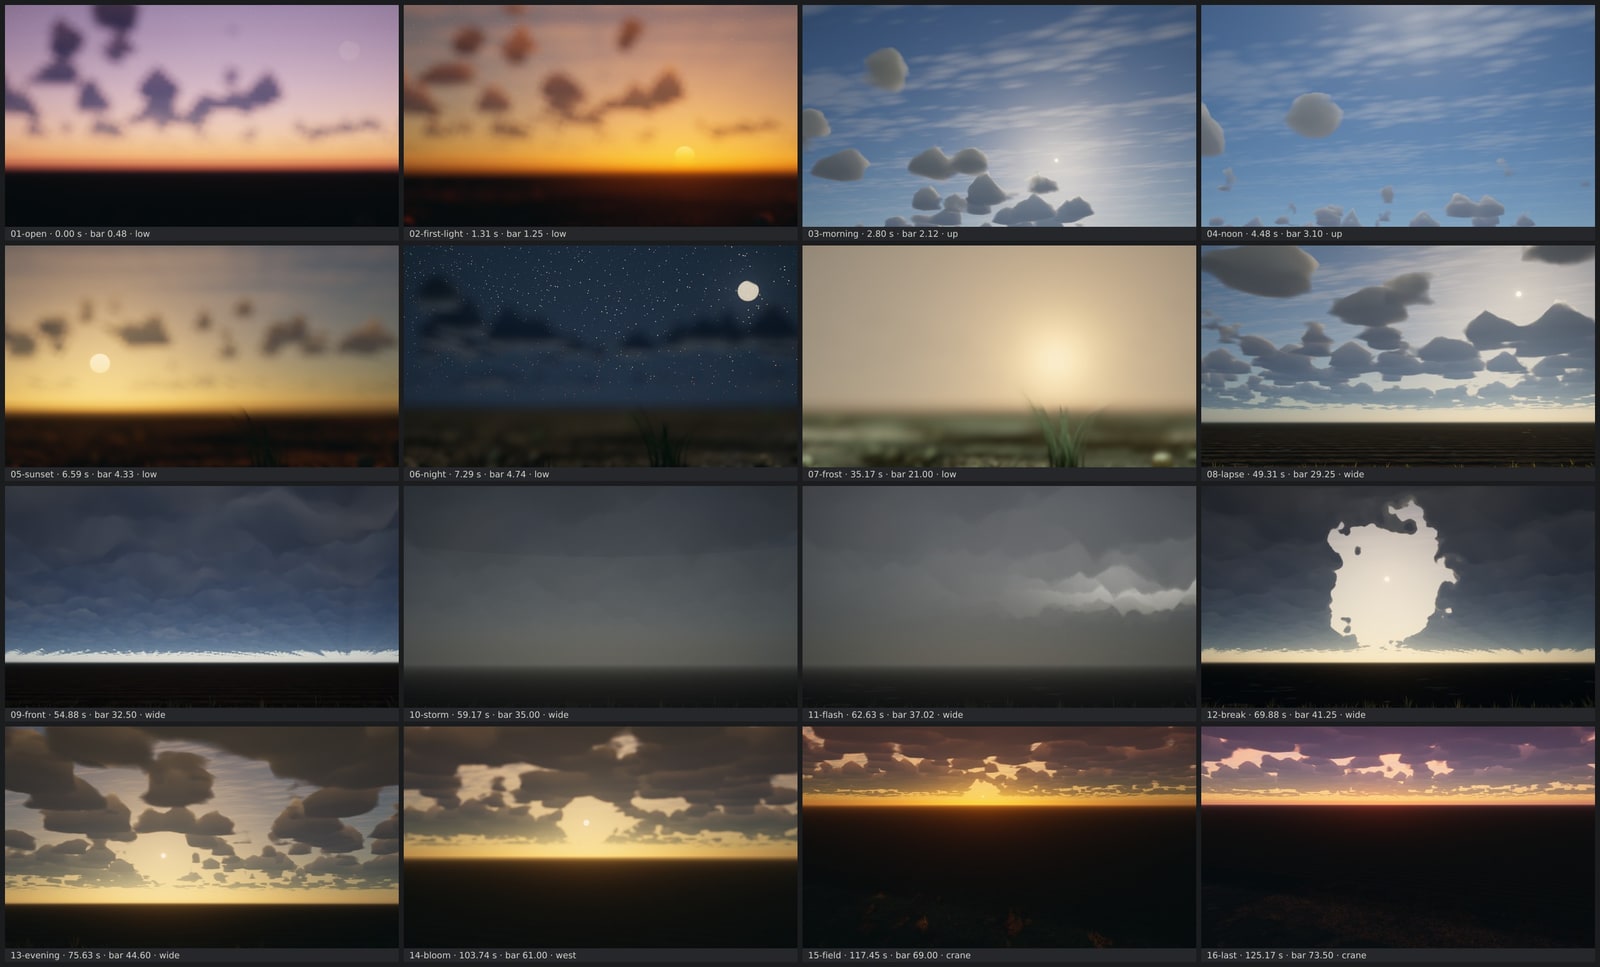 01-open · 0.00 s · bar 0.48 · low
02-first-light · 1.31 s · bar 1.25 · low
03-morning · 2.80 s · bar 2.12 · up
04-noon · 4.48 s · bar 3.10 · up
05-sunset · 6.59 s · bar 4.33 · low
06-night · 7.29 s · bar 4.74 · low
07-frost · 35.17 s · bar 21.00 · low
08-lapse · 49.31 s · bar 29.25 · wide
09-front · 54.88 s · bar 32.50 · wide
10-storm · 59.17 s · bar 35.00 · wide
11-flash · 62.63 s · bar 37.02 · wide
12-break · 69.88 s · bar 41.25 · wide
13-evening · 75.63 s · bar 44.60 · wide
14-bloom · 103.74 s · bar 61.00 · west
15-field · 117.45 s · bar 69.00 · crane
16-last · 125.17 s · bar 73.50 · crane